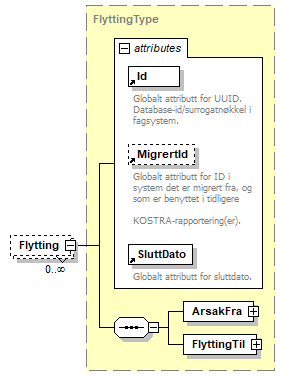 FlyttingType
attributes
Id
Globalt attributt for UUID.
Database-id/surrogatnøkkel i
fagsystem.
MigrertId
Globalt attributt for ID i
system det er migrert fra, og
som er benyttet i tidligere
KOSTRA-rapportering(er).
SluttDato
Globalt attributt for sluttdato.
Flytting
0..∞
ArsakFra
FlyttingTil